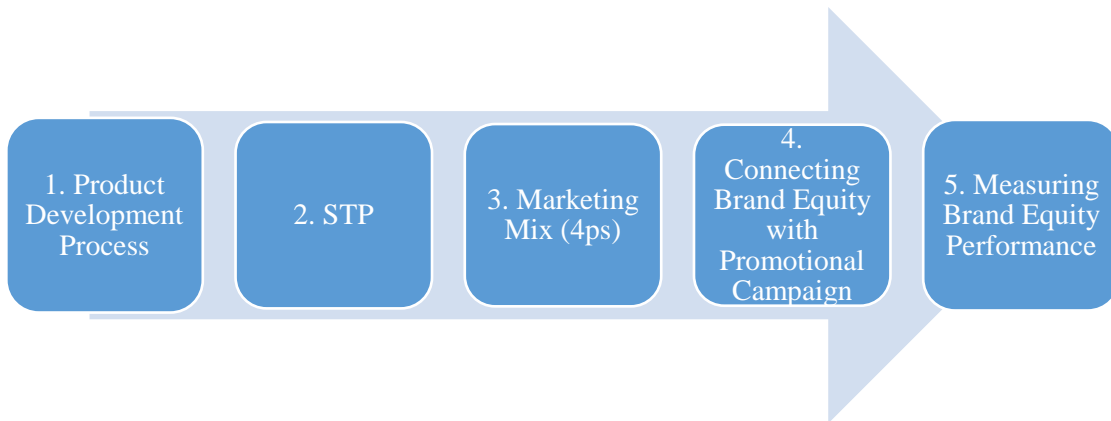 1. Product
Development
Process
2. STP
3. Marketing
Mix (4ps)
4.
Connecting
Brand Equity
with
Promotional
Campaign
5. Measuring
Brand Equity
Performance